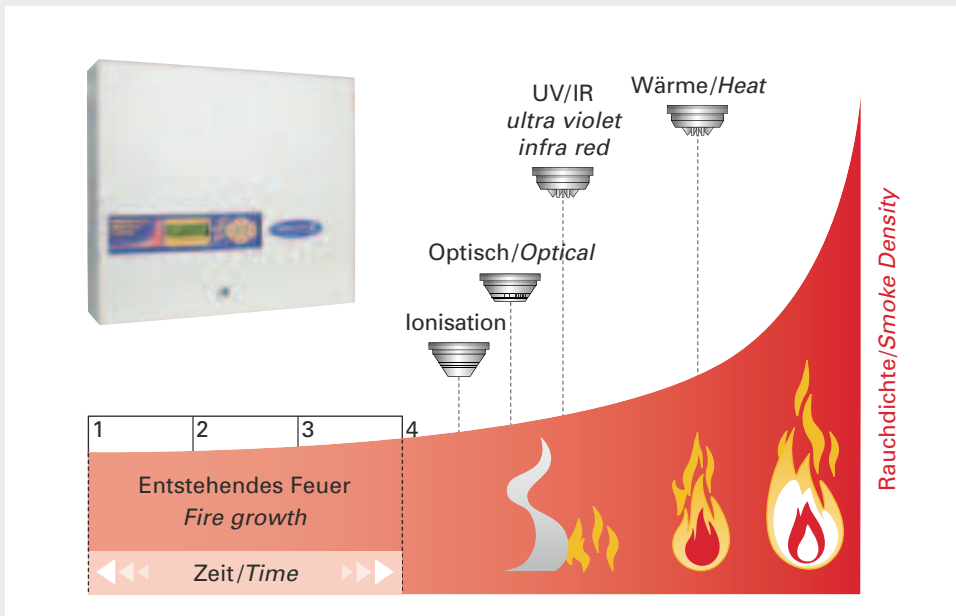 UV/IR
ultra violet
infra red
Wärme/Heat
Optisch/Optical
Ionisation
1 2 3 4
Entstehendes Feuer
Fire growth
Zeit/Time
Rauchdichte/Smoke Density